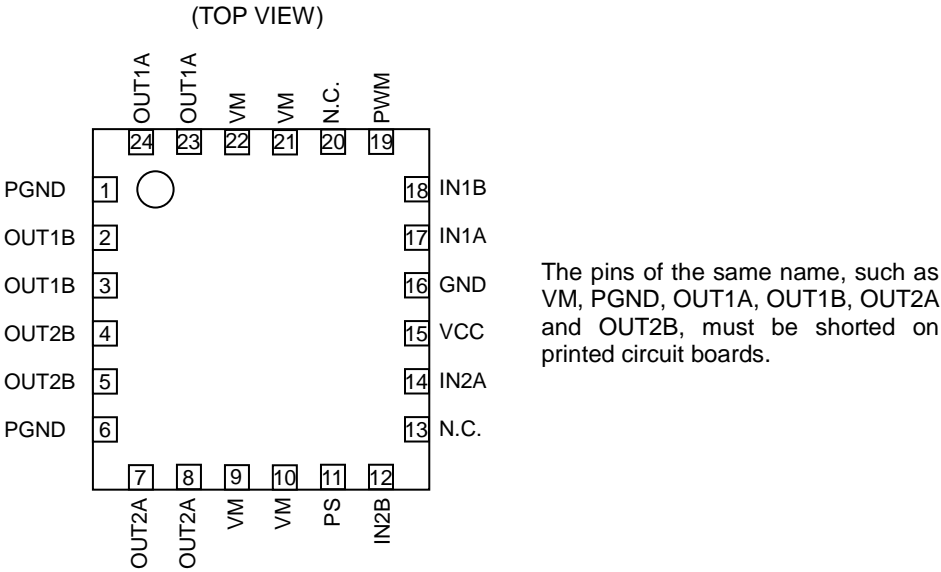 (TOP VIEW)
OUT1A OUT1A VM VM N.C. PWM
24 23 22 21 20 19
PGND 1 18 IN1B
OUT1B 2 17 IN1A
OUT1B 3 16 GND
OUT2B 4 15 VCC
OUT2B 5 14 IN2A
PGND 6 13 N.C.
7 8 9 10 11 12
OUT2A OUT2A VM VM PS IN2B
The pins of the same name, such as
VM, PGND, OUT1A, OUT1B, OUT2A
and OUT2B, must be shorted on
printed circuit boards.